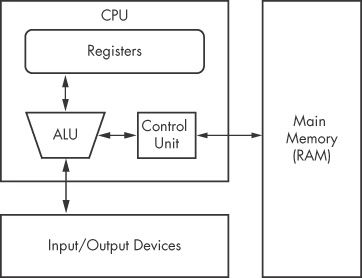 CPU
Registers
ALU
Control
Unit
Main
Memory
(RAM)
Input/Output Devices